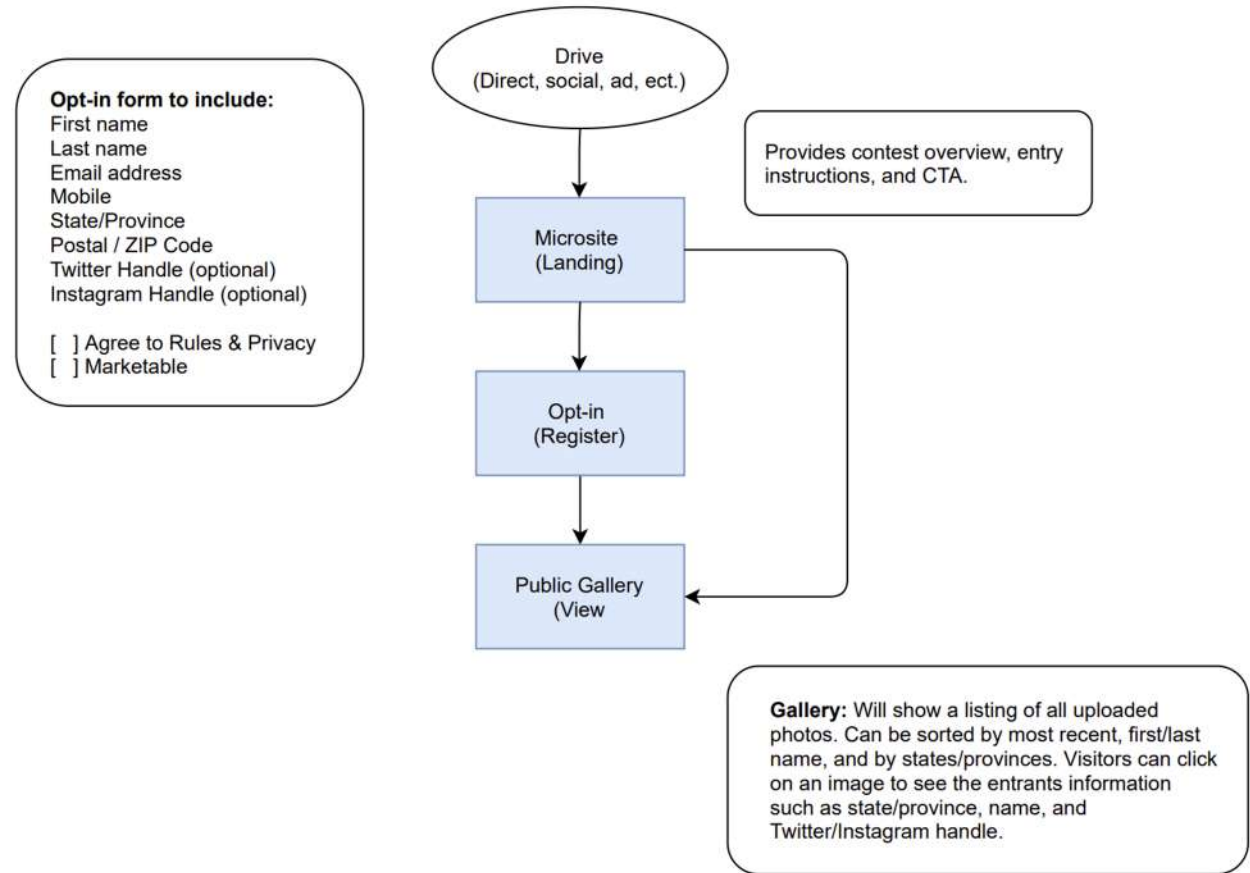 Drive
(Direct, social, ad, ect.)
Opt-in form to include:
First name
Last name
Email address
Mobile
State/Province
Postal / ZIP Code
Twitter Handle (optional)
Instagram Handle (optional)
[ ] Agree to Rules & Privacy
[ ] Marketable
Provides contest overview, entry
instructions, and CTA.
Microsite
(Landing)
Opt-in
(Register)
Public Gallery
(View
Gallery: Will show a listing of all uploaded
photos. Can be sorted by most recent, first/last
name, and by states/provinces. Visitors can click
on an image to see the entrants information
such as state/province, name, and
Twitter/Instagram handle.